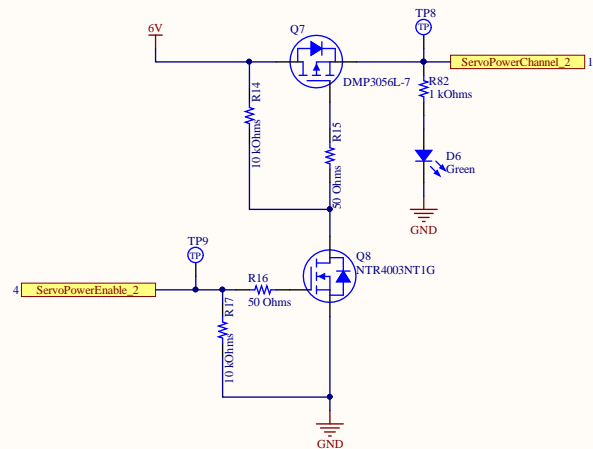 6V
Q7
TP8
TP
ServoPowerChannel_2
1
DMP3056L-7
R82
1 kOhms
R14
10 kOhms
R15
50 Ohms
D6
Green
GND
TP9
TP
Q8
NTR4003NT1G
4
ServoPowerEnable_2
R16
50 Ohms
R17
10 kOhms
GND